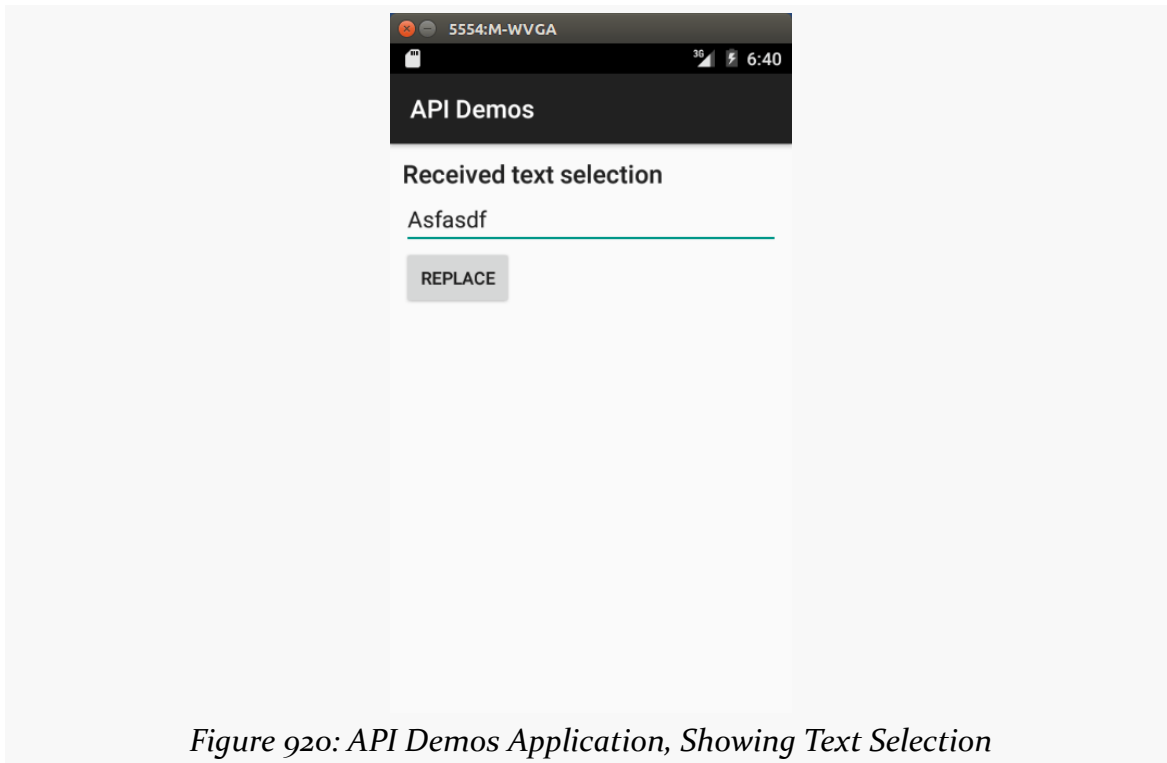 5554:M-WVGA
3G 6:40
API Demos
Received text selection
Asfasdf
REPLACE
Figure 920: API Demos Application, Showing Text Selection